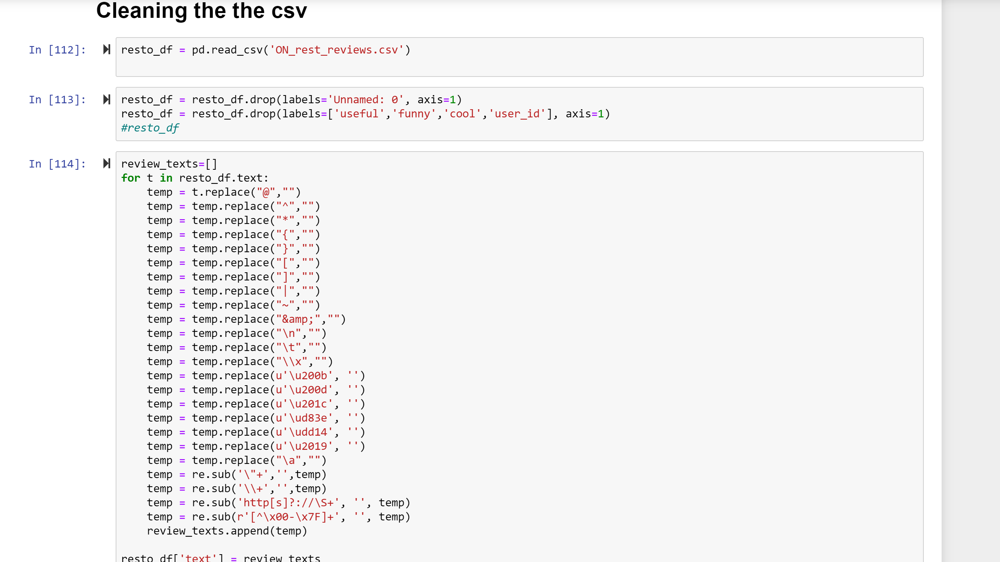 Cleaning the the csv
In [112]: resto_df = pd.read_csv('ON_rest_reviews.csv')
In [113]: resto_df = resto_df.drop(labels='Unnamed: 0', axis=1)
resto_df = resto_df.drop(labels=['useful','funny','cool','user_id'], axis=1)
#resto_df
In [114]: review_texts=[]
for t in resto_df.text:
    temp = t.replace("@","")
    temp = temp.replace("^","")
    temp = temp.replace("*","")
    temp = temp.replace("{","")
    temp = temp.replace("}","")
    temp = temp.replace("[","")
    temp = temp.replace("]","")
    temp = temp.replace("|","")
    temp = temp.replace("~","")
    temp = temp.replace("&amp;","")
    temp = temp.replace("\n","")
    temp = temp.replace("\t","")
    temp = temp.replace("\\x","")
    temp = temp.replace(u'\u200b', '')
    temp = temp.replace(u'\u200d', '')
    temp = temp.replace(u'\u201c', '')
    temp = temp.replace(u'\ud83e', '')
    temp = temp.replace(u'\udd14', '')
    temp = temp.replace(u'\u2019', '')
    temp = temp.replace("\a","")
    temp = re.sub('\"+','',temp)
    temp = re.sub('\\+','',temp)
    temp = re.sub('http[s]?://\S+', '', temp)
    temp = re.sub(r'[^\x00-\x7F]+', '', temp)
    review_texts.append(temp)
resto_df['text'] = review_texts